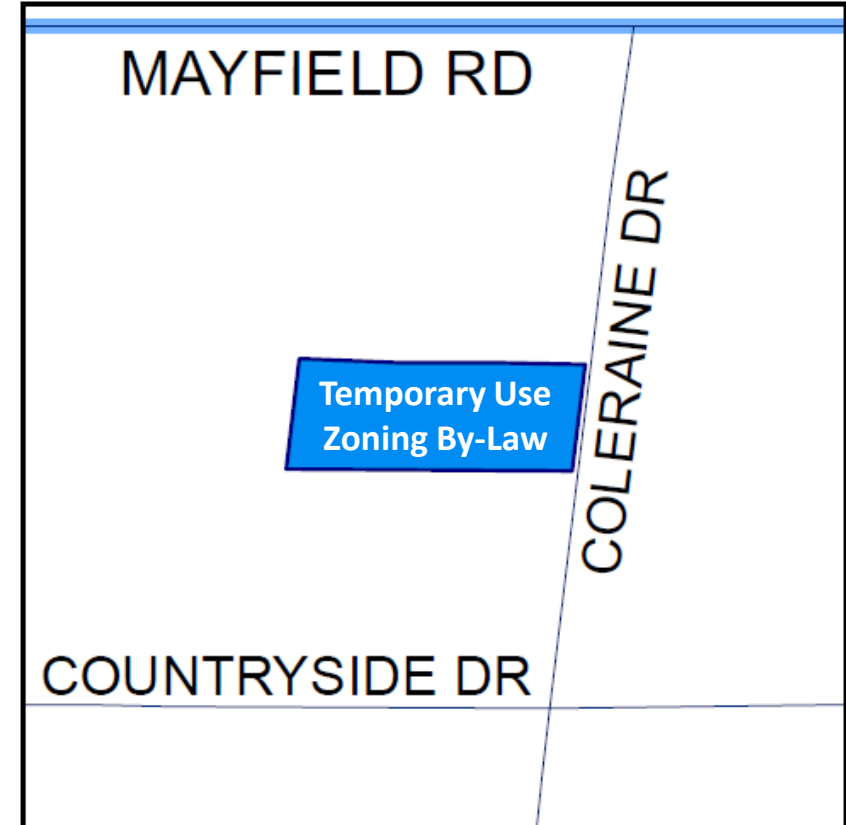 MAYFIELD RD
COLERAINE DR
Temporary Use
Zoning By-Law
COUNTRYSIDE DR